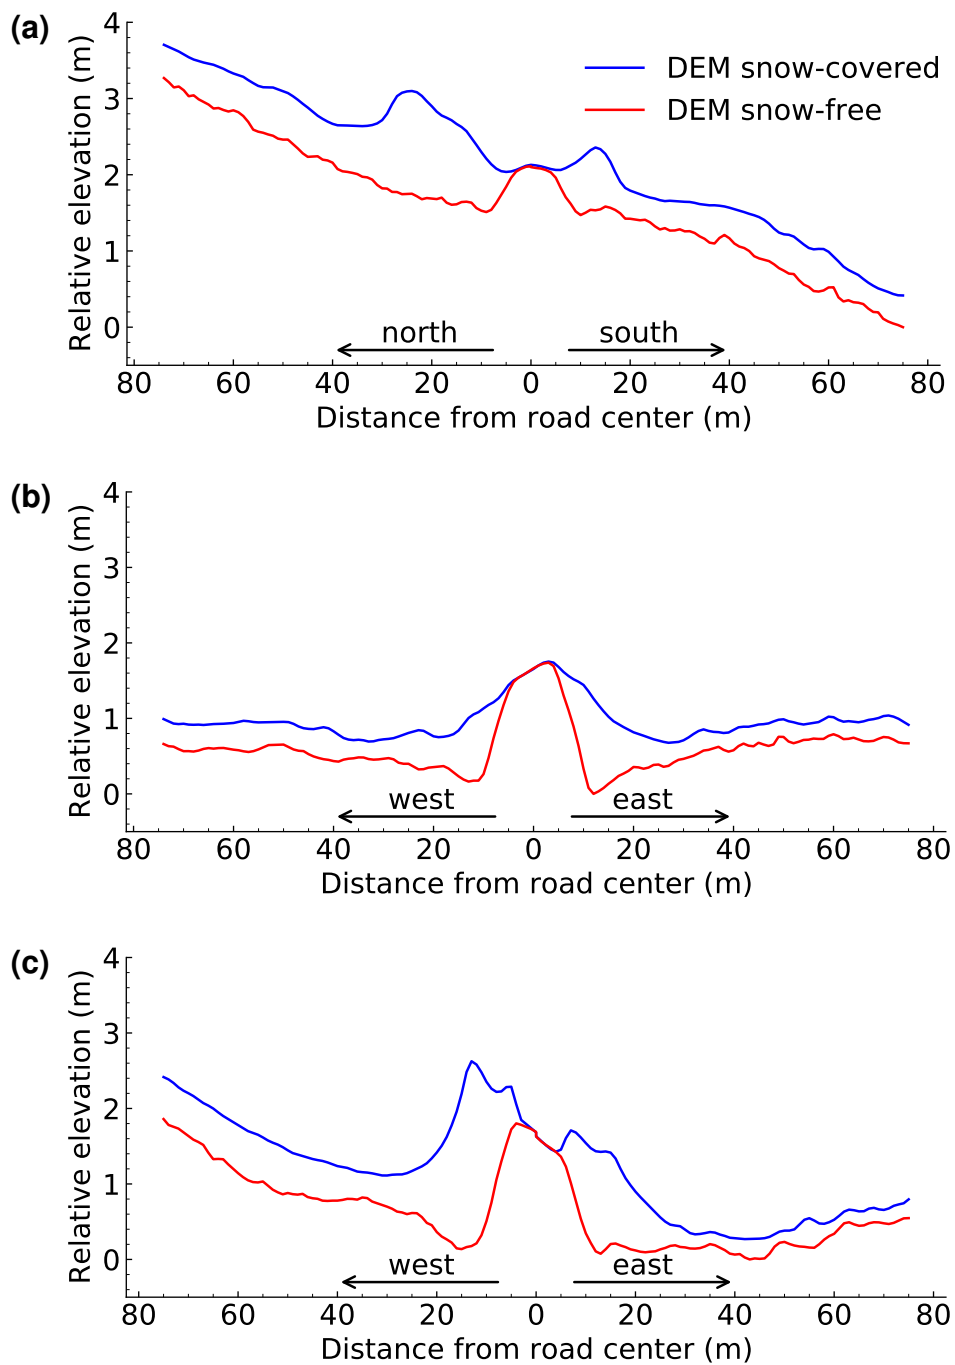 (a)
4
3
2
1
0
Relative elevation (m)
DEM snow-covered
DEM snow-free
north
south
80 60 40 20 0 20 40 60 80
Distance from road center (m)
(b)
4
3
2
1
0
Relative elevation (m)
west
east
80 60 40 20 0 20 40 60 80
Distance from road center (m)
(c)
4
3
2
1
0
Relative elevation (m)
west
east
80 60 40 20 0 20 40 60 80
Distance from road center (m)